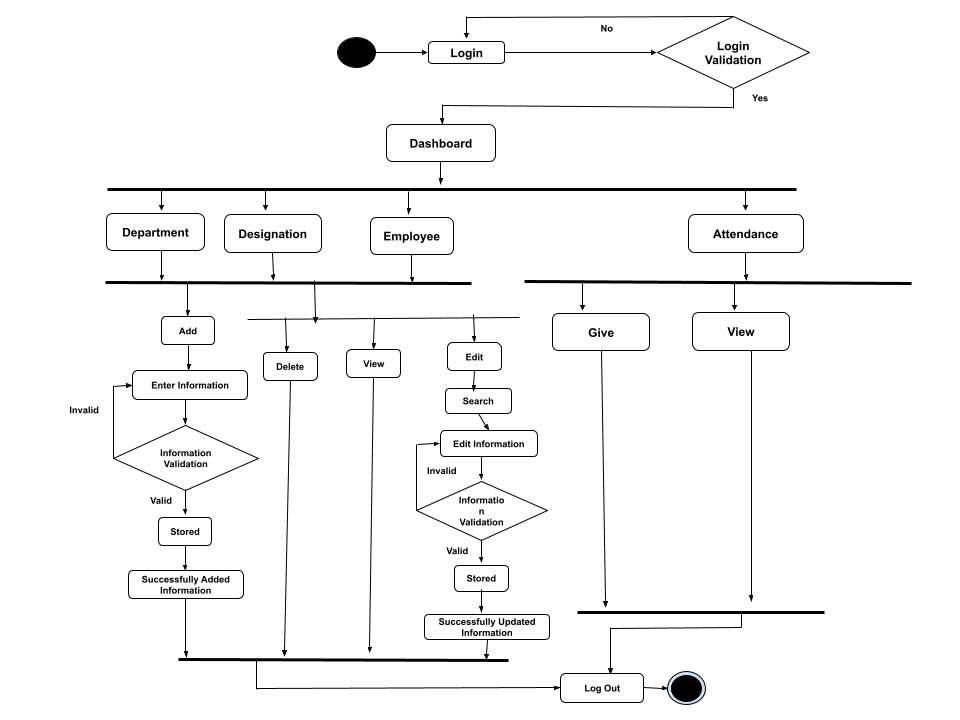 No
Login
Login
Validation
Yes
Dashboard
Department
Designation
Employee
Attendance
Add
Give
View
Delete
View
Edit
Enter Information
Search
Invalid
Edit Information
Information
Validation
Invalid
Valid
Informatio
n
Validation
Stored
Valid
Successfully Added
Information
Stored
Successfully Updated
Information
Log Out